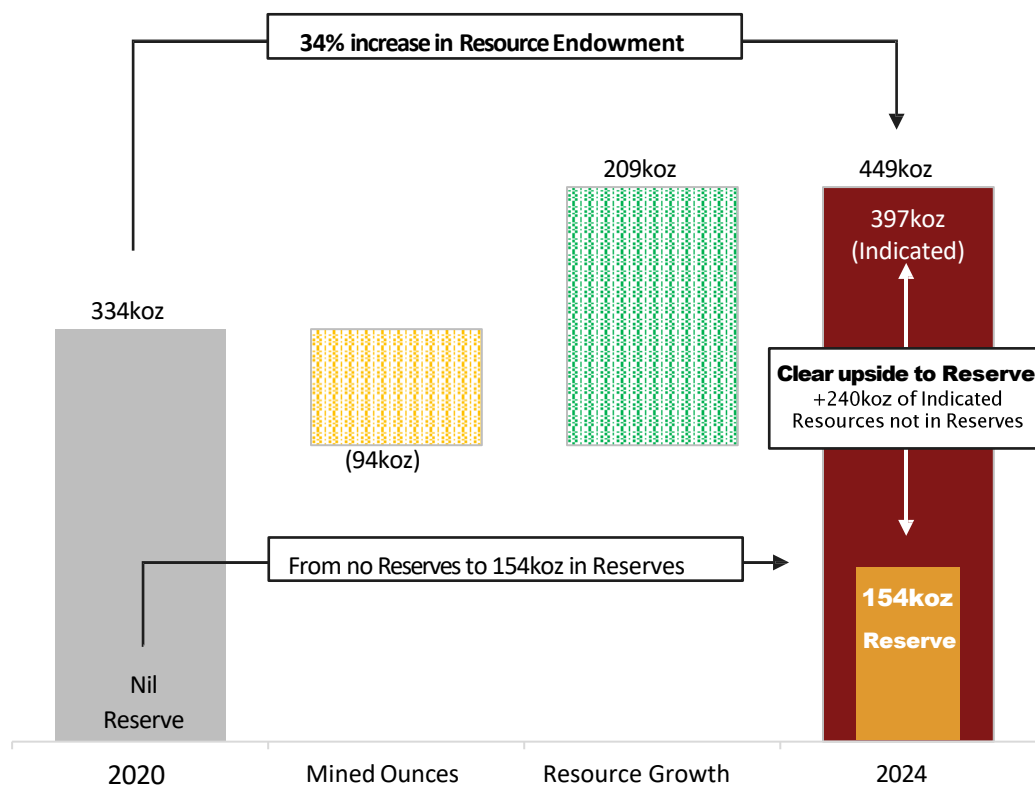 34% increase in Resource Endowment
209koz
449koz
397koz
(Indicated)
334koz
Clear upside to Reserve
+240koz of Indicated
Resources not in Reserves
(94koz)
From no Reserves to 154koz in Reserves
154koz
Reserve
Nil
Reserve
2020
Mined Ounces
Resource Growth
2024